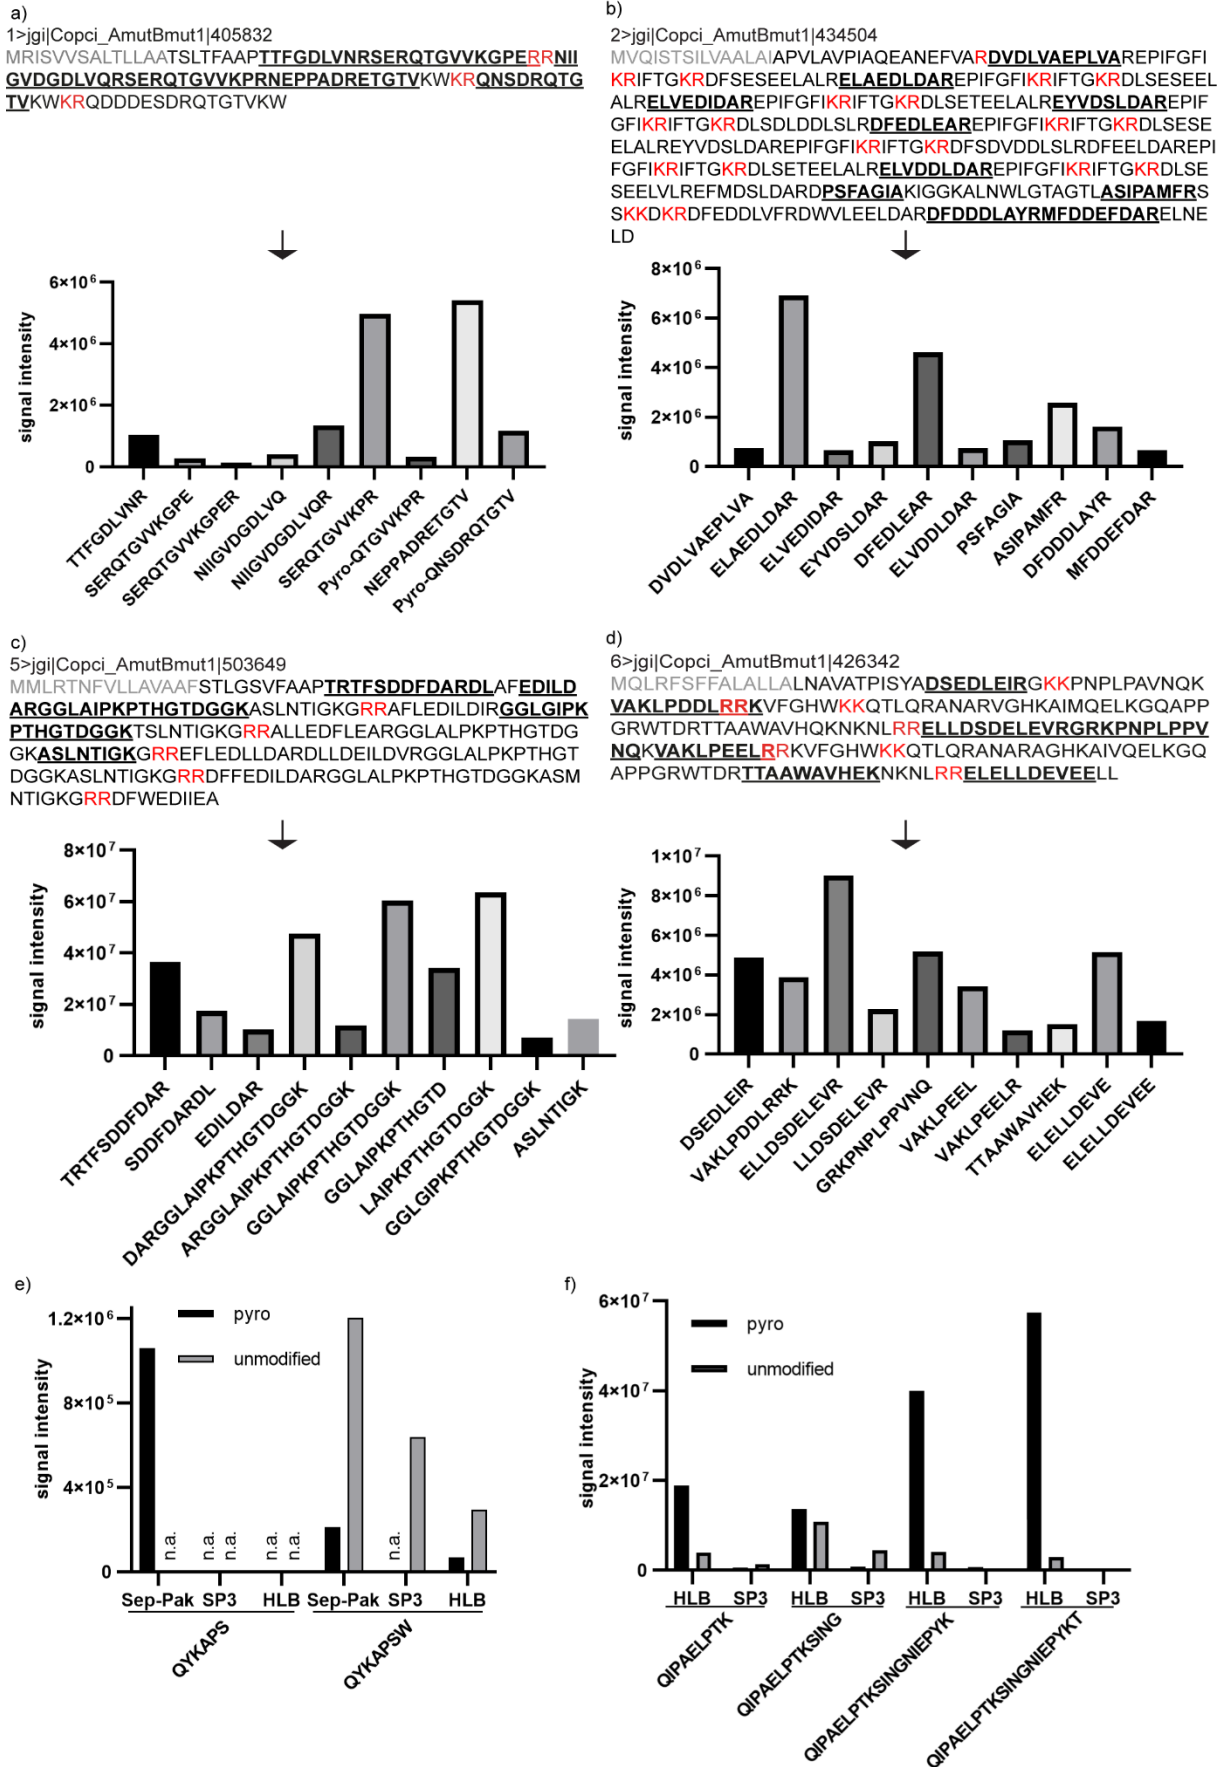 a)
1>jgi|Copci_AmutBmut1|405832
MRISVVSALTLLAATSLTFAAPTTFGDLVNRSERQTGVVKGPERRNII
GVDGDLVQRSERQTGVVKPRNEPPADRETGTVKWKRQNSDRQTG
TVKWKRQDDDESDRQTGTVKW
6×10⁶
4×10⁶
2×10⁶
0
signal intensity
TTFGDLVNR
SERQTGVVKGPE
SERQTGVVKGPER
NIIGVDGDLVQ
NIIGVDGDLVQR
SERQTGVVKPR
Pyro-QTGVVKPR
NEPPADRETGTV
Pyro-QNSDRQTGTV
b)
2>jgi|Copci_AmutBmut1|434504
MVQISTSILVAALAIAPVLAVPIAQEANEFVARDVDLVAEPLVAREPIFGFI
KRIFTGKRDFSESEELALRELAEDLDAREPIFGFIKRIFTGKRDLSESEEL
ALRELVEDIDAREPIFGFIKRIFTGKRDLSETEELALREYVDSLDAREPIF
GFIKRIFTGKRDLSDLDDLSLRDFEDLEAREPIFGFIKRIFTGKRDLSESE
ELALREYVDSLDAREPIFGFIKRIFTGKRDFSDVDDLSLRDFEELDAREPI
FGFIKRIFTGKRDLSETEELALRELVDDLDAREPIFGFIKRIFTGKRDLSE
SEELVLREFMDSLDARDPSFAGIAKIGGKALNWLGTAGTLASIPAMFRS
SKKDKRDFEDDLVFRDWVLEELDARDFDDDLAYRMFDDEFDARELNE
LD
8×10⁶
6×10⁶
4×10⁶
2×10⁶
0
signal intensity
DVDLVAEPLVA
ELAEDLDAR
ELVEDIDAR
EYVDSLDAR
DFEDLEAR
ELVDDLDAR
PSFAGIA
ASIPAMFR
DFDDDLAYR
MFDDEFDAR
c)
5>jgi|Copci_AmutBmut1|503649
MMLRTNFVLLAVAAFSTLGSVFAAPTRTFSDDFDARDLAFEDILD
ARGGLAIPKPTHGTDGGKASLNTIGKGRRAFLEDILDIRGGLGIPK
PTHGTDGGKTSLNTIGKGRRALLEDFLEARGGLALPKPTHGTDG
GKASLNTIGKGRREFLEDLLDARDLLDEILDVRGGLALPKPTHGT
DGGKASLNTIGKGRRDFFEDILDARGGLALPKPTHGTDGGKASM
NTIGKGRRDFWEDIIEA
8×10⁷
6×10⁷
4×10⁷
2×10⁷
0
signal intensity
TRTFSDDFDAR
SDDFDARDL
EDILDAR
DARGGLAIPKPTHGTDGGK
ARGGLAIPKPTHGTDGGK
GGLAIPKPTHGTDGGK
GGLAIPKPTHGTD
LAIPKPTHGTDGGK
GGLGIPKPTHGTDGGK
ASLNTIGK
d)
6>jgi|Copci_AmutBmut1|426342
MQLRFSFFALALLALNAVATPISYADSEDLEIRGKKPNPLPAVNQK
VAKLPDDLRRKVFGHWKKQTLQRANARVGHKAIMQELKGQAPP
GRWTDRTTAAWAVHQKNKNLRRELLDSDELEVRGRKPNPLPPV
NQKVAKLPEELRRKVFGHWKKQTLQRANARAGHKAIVQELKGQ
APPGRWTDRTTAAWAVHEKNKNLRRELELLDEVEELL
1×10⁷
8×10⁶
6×10⁶
4×10⁶
2×10⁶
0
signal intensity
DSEDLEIR
VAKLPDDLRRK
ELLDSDELEVR
LLDSDELEVR
GRKPNPLPPVNQ
VAKLPEEL
VAKLPEELR
TTAAWAVHEK
ELELLDEVE
ELELLDEVEE
e)
1.2×10⁶
8×10⁵
4×10⁵
0
signal intensity
pyro
unmodified
n.a.
n.a.
n.a.
n.a.
n.a.
n.a.
Sep-Pak SP3 HLB Sep-Pak SP3 HLB
QYKAPS
QYKAPSW
f)
6×10⁷
4×10⁷
2×10⁷
0
signal intensity
pyro
unmodified
HLB SP3 HLB SP3 HLB SP3 HLB SP3
QIPAELPTK
QIPAELPTKSING
QIPAELPTKSINGNIEPYK
QIPAELPTKSINGNIEPYKT